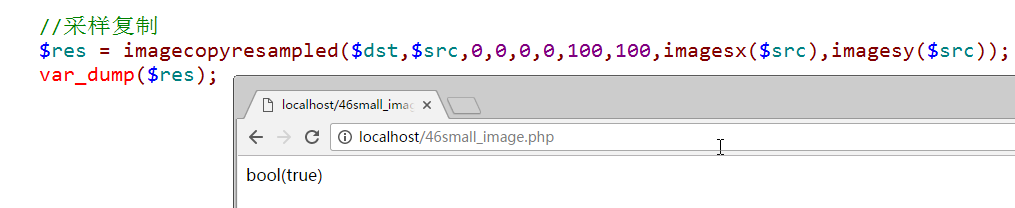 //采样复制
$res = imagecopyresampled($dst,$src,0,0,0,0,100,100,imagesx($src),imagesy($src));
var_dump($res);
localhost/46small_ima
localhost/46small_image.php
bool(true)